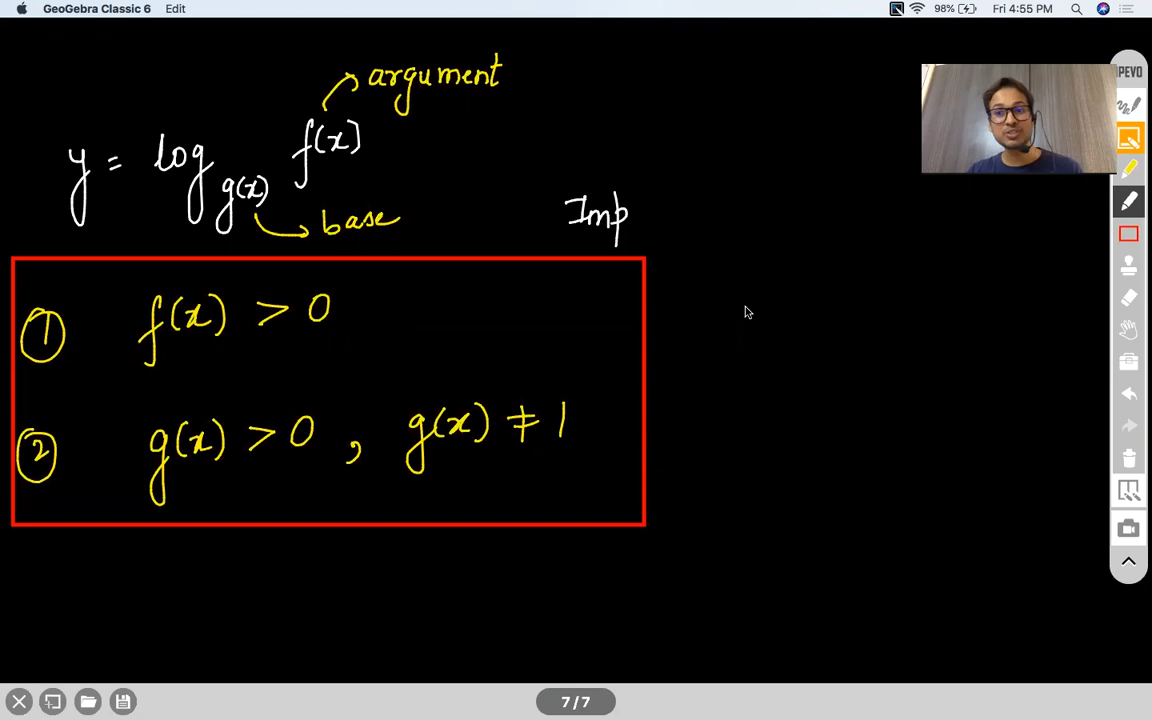 GeoGebra Classic 6 Edit 98% Fri 4:55 PM
argument
y = log g(x) f(x)
base
Imp
① f(x) > 0
② g(x) > 0 , g(x) ≠ 1
7 / 7